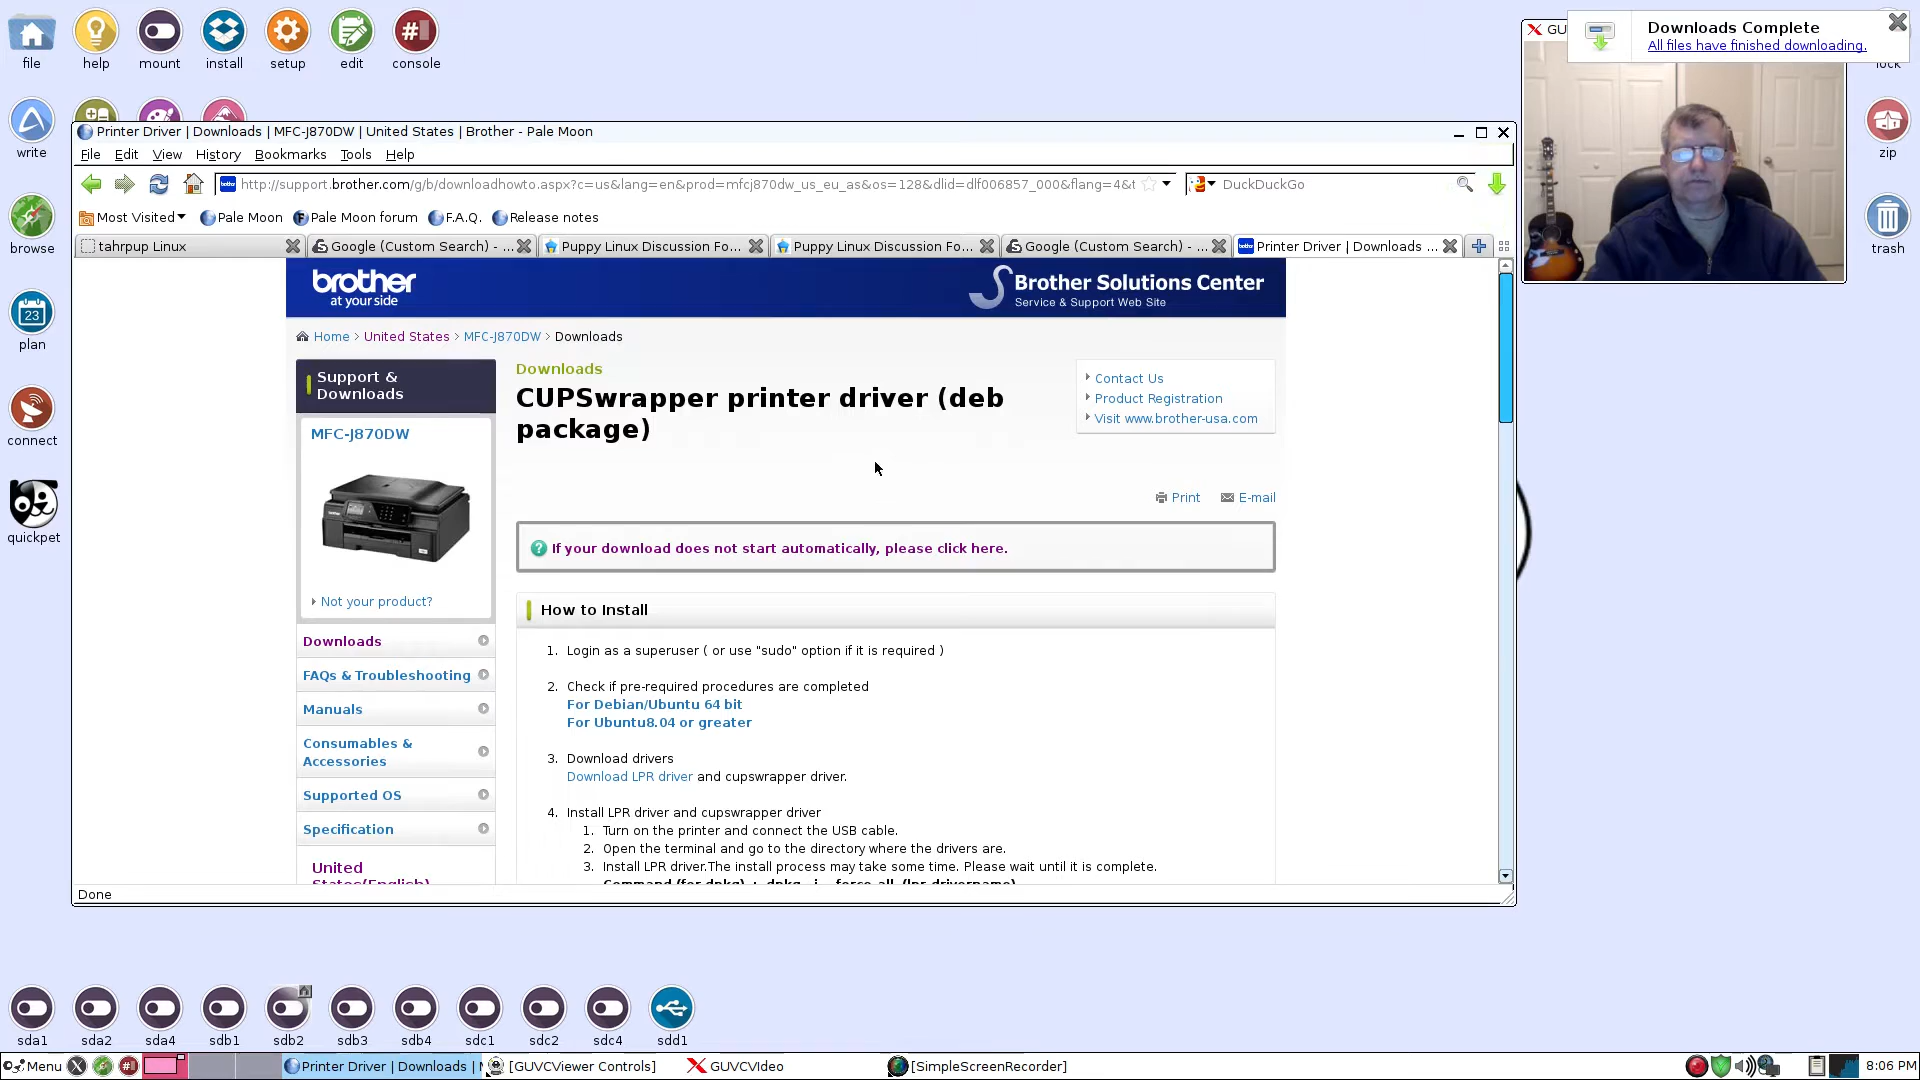 file
help
mount
install
setup
edit
console
Downloads Complete
All files have finished downloading.
GU
lock
write
zip
browse
trash
plan
23
connect
quickpet
Printer Driver | Downloads | MFC-J870DW | United States | Brother - Pale Moon
File Edit View History Bookmarks Tools Help
http://support.brother.com/g/b/downloadhowto.aspx?c=us&lang=en&prod=mfcj870dw_us_eu_as&os=128&dlid=dlf006857_000&flang=4&t
DuckDuckGo
Most Visited Pale Moon Pale Moon forum F.A.Q. Release notes
tahrpup Linux
Google (Custom Search) - ...
Puppy Linux Discussion Fo...
Puppy Linux Discussion Fo...
Google (Custom Search) - ...
Printer Driver | Downloads ...
brother
at your side
Brother Solutions Center
Service & Support Web Site
Home > United States > MFC-J870DW > Downloads
Support &
Downloads
MFC-J870DW
Not your product?
Downloads
FAQs & Troubleshooting
Manuals
Consumables &
Accessories
Supported OS
Specification
United
States(English)
Downloads
CUPSwrapper printer driver (deb
package)
Contact Us
Product Registration
Visit www.brother-usa.com
Print E-mail
If your download does not start automatically, please click here.
How to Install
1. Login as a superuser ( or use "sudo" option if it is required )
2. Check if pre-required procedures are completed
For Debian/Ubuntu 64 bit
For Ubuntu8.04 or greater
3. Download drivers
Download LPR driver and cupswrapper driver.
4. Install LPR driver and cupswrapper driver
1. Turn on the printer and connect the USB cable.
2. Open the terminal and go to the directory where the drivers are.
3. Install LPR driver.The install process may take some time. Please wait until it is complete.
Done
sda1
sda2
sda4
sdb1
sdb2
sdb3
sdb4
sdc1
sdc2
sdc4
sdd1
Menu
Printer Driver | Downloads |
[GUVCViewer Controls]
GUVCVIdeo
[SimpleScreenRecorder]
8:06 PM